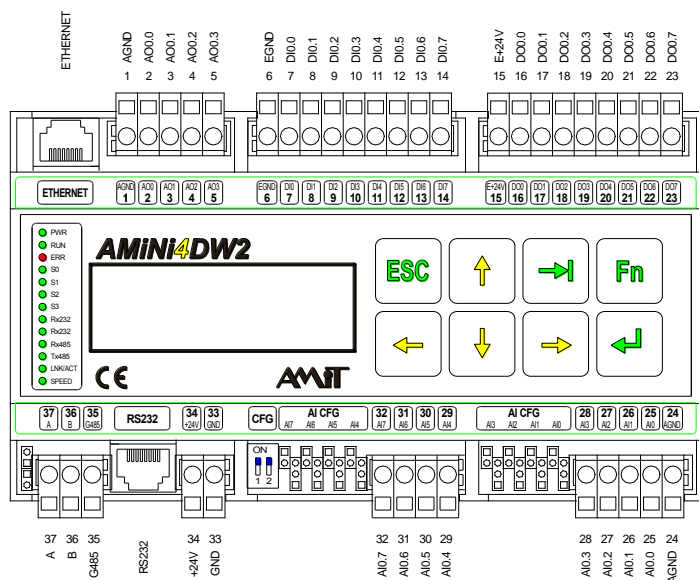 ETHERNET AGND AO0.0 AO0.1 AO0.2 AO0.3 EGND DI0.0 DI0.1 DI0.2 DI0.3 DI0.4 DI0.5 DI0.6 DI0.7 E+24V DO0.0 DO0.1 DO0.2 DO0.3 DO0.4 DO0.5 DO0.6 DO0.7
1 2 3 4 5 6 7 8 9 10 11 12 13 14 15 16 17 18 19 20 21 22 23
ETHERNET AGND AO0 AO1 AO2 AO3 EGND DI0 DI1 DI2 DI3 DI4 DI5 DI6 DI7 E+24V DO0 DO1 DO2 DO3 DO4 DO5 DO6 DO7
1 2 3 4 5 6 7 8 9 10 11 12 13 14 15 16 17 18 19 20 21 22 23
PWR
RUN
ERR
S0
S1
S2
S3
Rx232
Rx232
Rx485
Tx485
LNK/ACT
SPEED
AMiNi4DW2
CE
AMiT
ESC
Fn
37 36 35 RS232 34 33 CFG AI CFG 32 31 30 29 AI CFG 28 27 26 25 24
A B G485 +24V GND AI7 AI6 AI5 AI4 AI7 AI6 AI5 AI4 AI3 AI2 AI1 AI0 AI3 AI2 AI1 AI0 AGND
ON
1 2
37 36 35 34 33 32 31 30 29 28 27 26 25 24
A B G485 RS232 +24V GND AI0.7 AI0.6 AI0.5 AI0.4 AI0.3 AI0.2 AI0.1 AI0.0 AGND